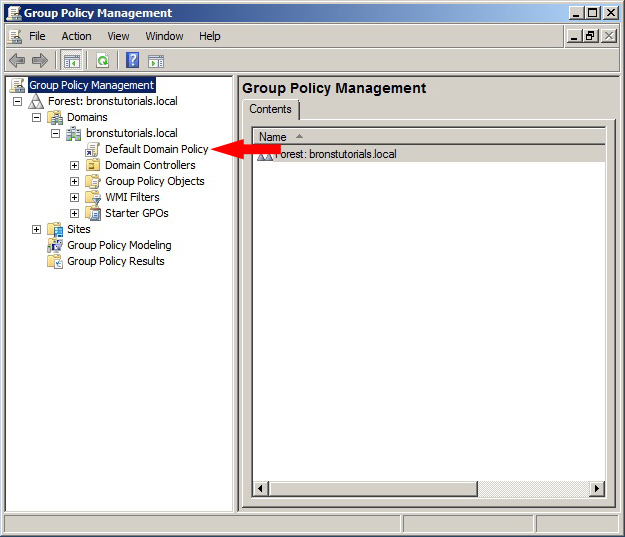 Group Policy Management
File Action View Window Help
Group Policy Management
Forest: bronstutorials.local
Domains
bronstutorials.local
Default Domain Policy
Domain Controllers
Group Policy Objects
WMI Filters
Starter GPOs
Sites
Group Policy Modeling
Group Policy Results
Group Policy Management
Contents
Name
Forest: bronstutorials.local